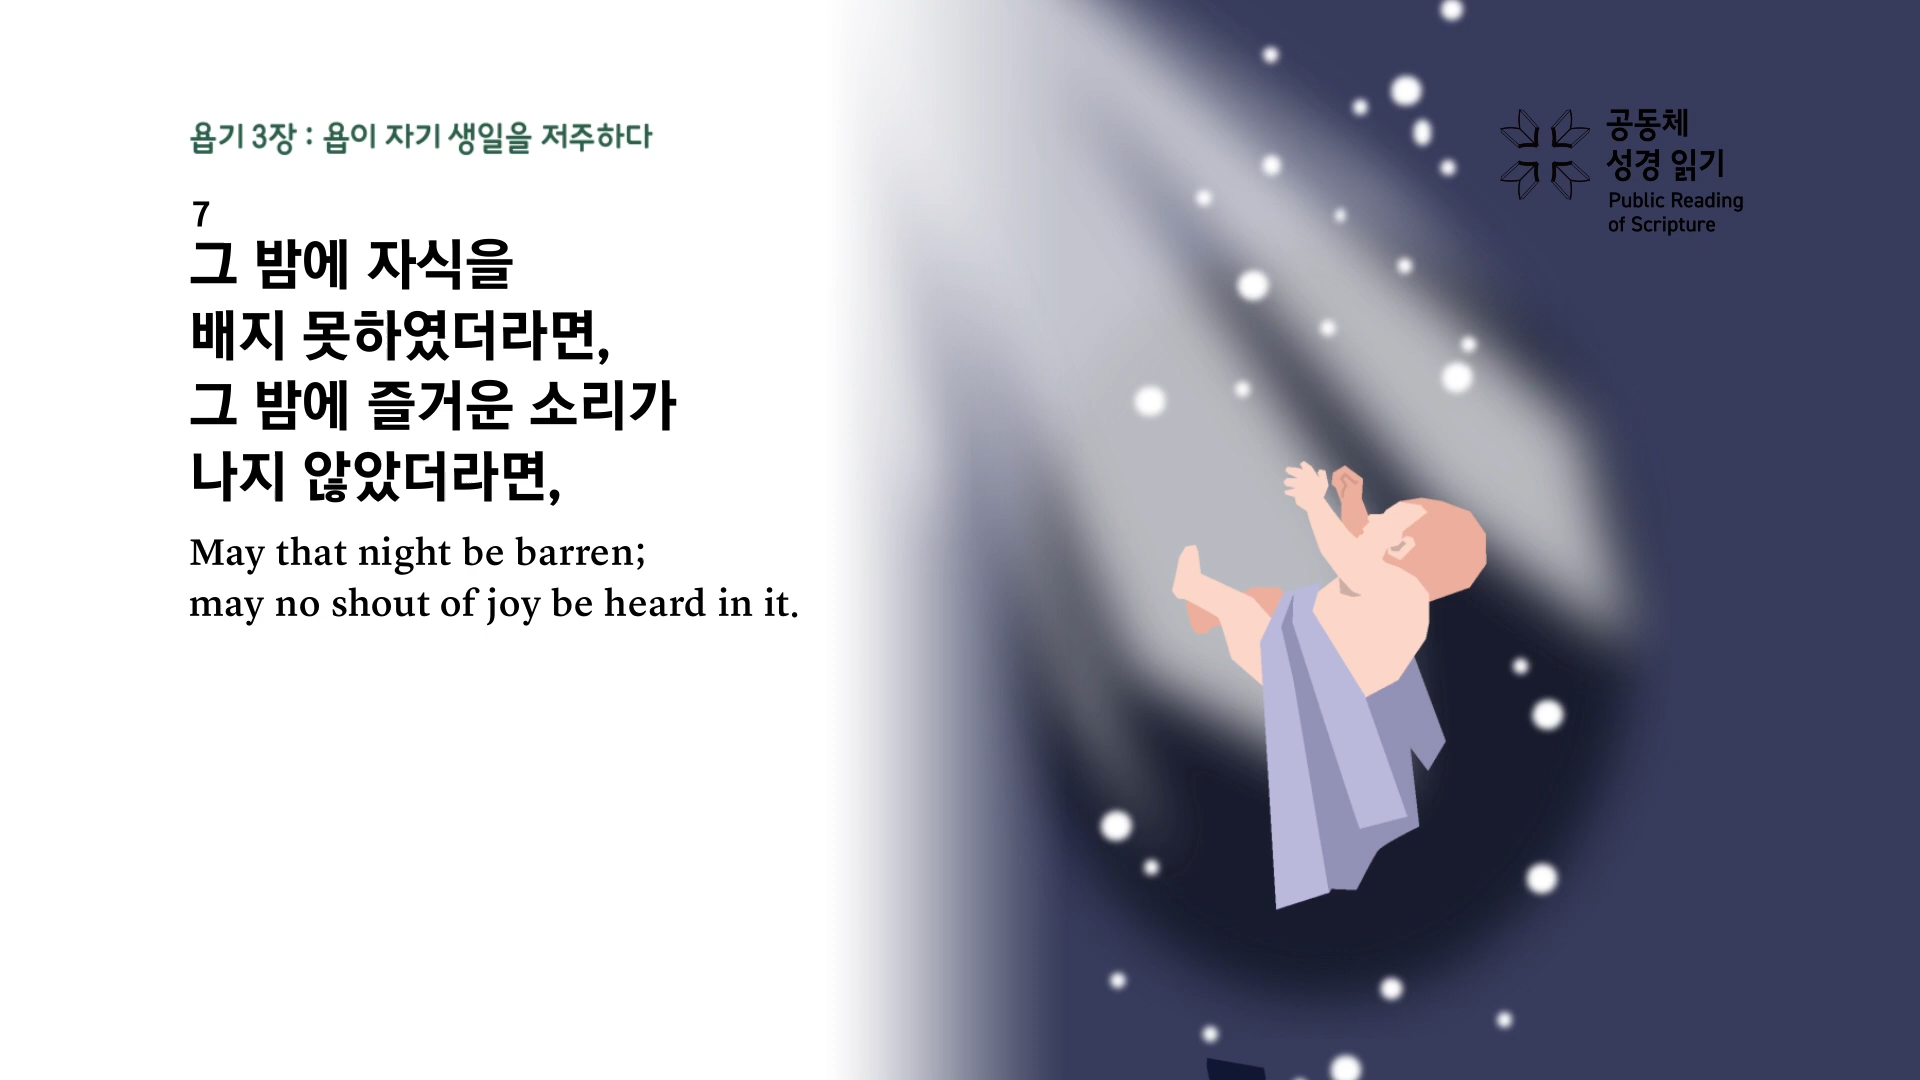 욥기 3장 : 욥이 자기 생일을 저주하다
7
그 밤에 자식을
배지 못하였더라면,
그 밤에 즐거운 소리가
나지 않았더라면,
May that night be barren;
may no shout of joy be heard in it.
공동체
성경 읽기
Public Reading
of Scripture